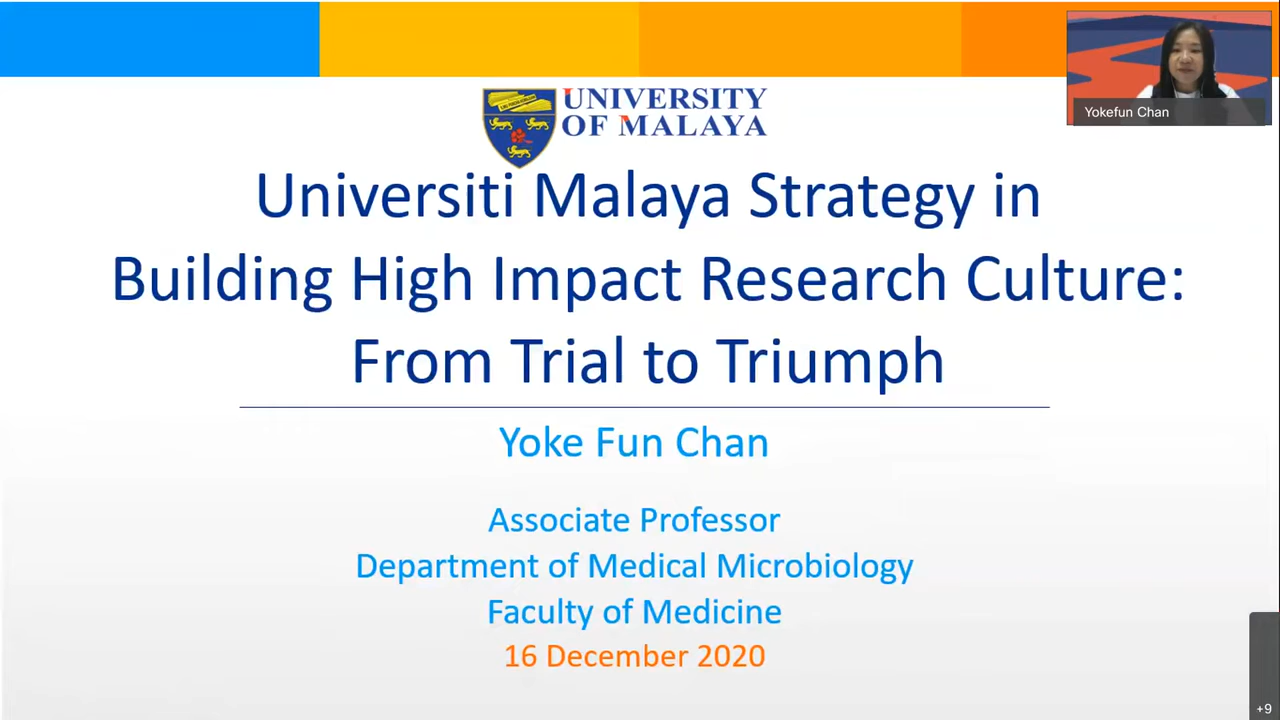 Yokefun Chan
UNIVERSITY
OF MALAYA
Universiti Malaya Strategy in
Building High Impact Research Culture:
From Trial to Triumph
Yoke Fun Chan
Associate Professor
Department of Medical Microbiology
Faculty of Medicine
16 December 2020
+9